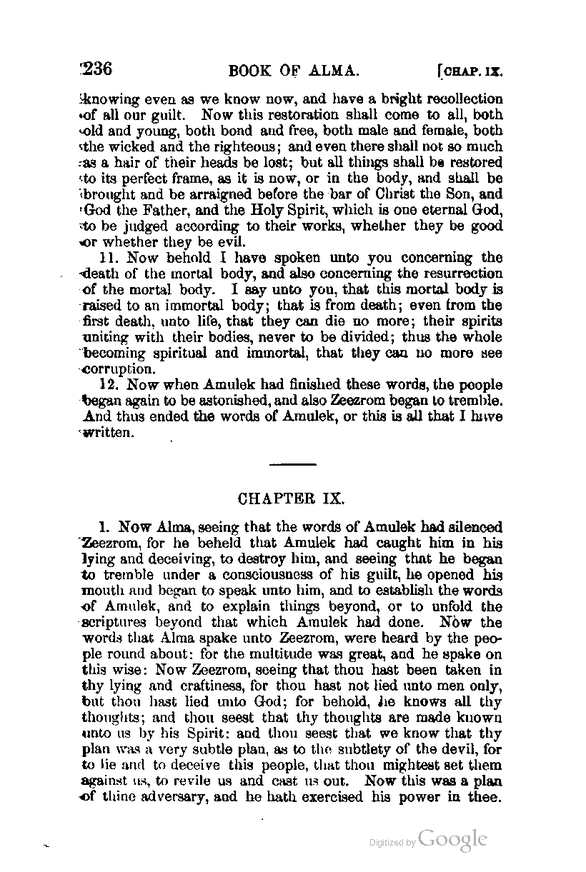 236 BOOK OF ALMA. [CHAP. IX.
knowing even as we know now, and have a bright recollection
of all our guilt. Now this restoration shall come to all, both
old and young, both bond and free, both male and female, both
the wicked and the righteous; and even there shall not so much
as a hair of their heads be lost; but all things shall be restored
to its perfect frame, as it is now, or in the body, and shall be
brought and be arraigned before the bar of Christ the Son, and
God the Father, and the Holy Spirit, which is one eternal God,
to be judged according to their works, whether they be good
or whether they be evil.
11. Now behold I have spoken unto you concerning the
death of the mortal body, and also concerning the resurrection
of the mortal body. I say unto you, that this mortal body is
raised to an immortal body; that is from death; even from the
first death, unto life, that they can die no more; their spirits
uniting with their bodies, never to be divided; thus the whole
becoming spiritual and immortal, that they can no more see
corruption.
12. Now when Amulek had finished these words, the people
began again to be astonished, and also Zeezrom began to tremble.
And thus ended the words of Amulek, or this is all that I have
written.
CHAPTER IX.
1. Now Alma, seeing that the words of Amulek had silenced
Zeezrom, for he beheld that Amulek had caught him in his
lying and deceiving, to destroy him, and seeing that he began
to tremble under a consciousness of his guilt, he opened his
mouth and began to speak unto him, and to establish the words
of Amulek, and to explain things beyond, or to unfold the
scriptures beyond that which Amulek had done. Now the
words that Alma spake unto Zeezrom, were heard by the peo-
ple round about: for the multitude was great, and he spake on
this wise: Now Zeezrom, seeing that thou hast been taken in
thy lying and craftiness, for thou hast not lied unto men only,
but thou hast lied unto God; for behold, he knows all thy
thoughts; and thou seest that thy thoughts are made known
unto us by his Spirit: and thou seest that we know that thy
plan was a very subtle plan, as to the subtlety of the devil, for
to lie and to deceive this people, that thou mightest set them
against us, to revile us and cast us out. Now this was a plan
of thine adversary, and he hath exercised his power in thee.
Digitized by Google